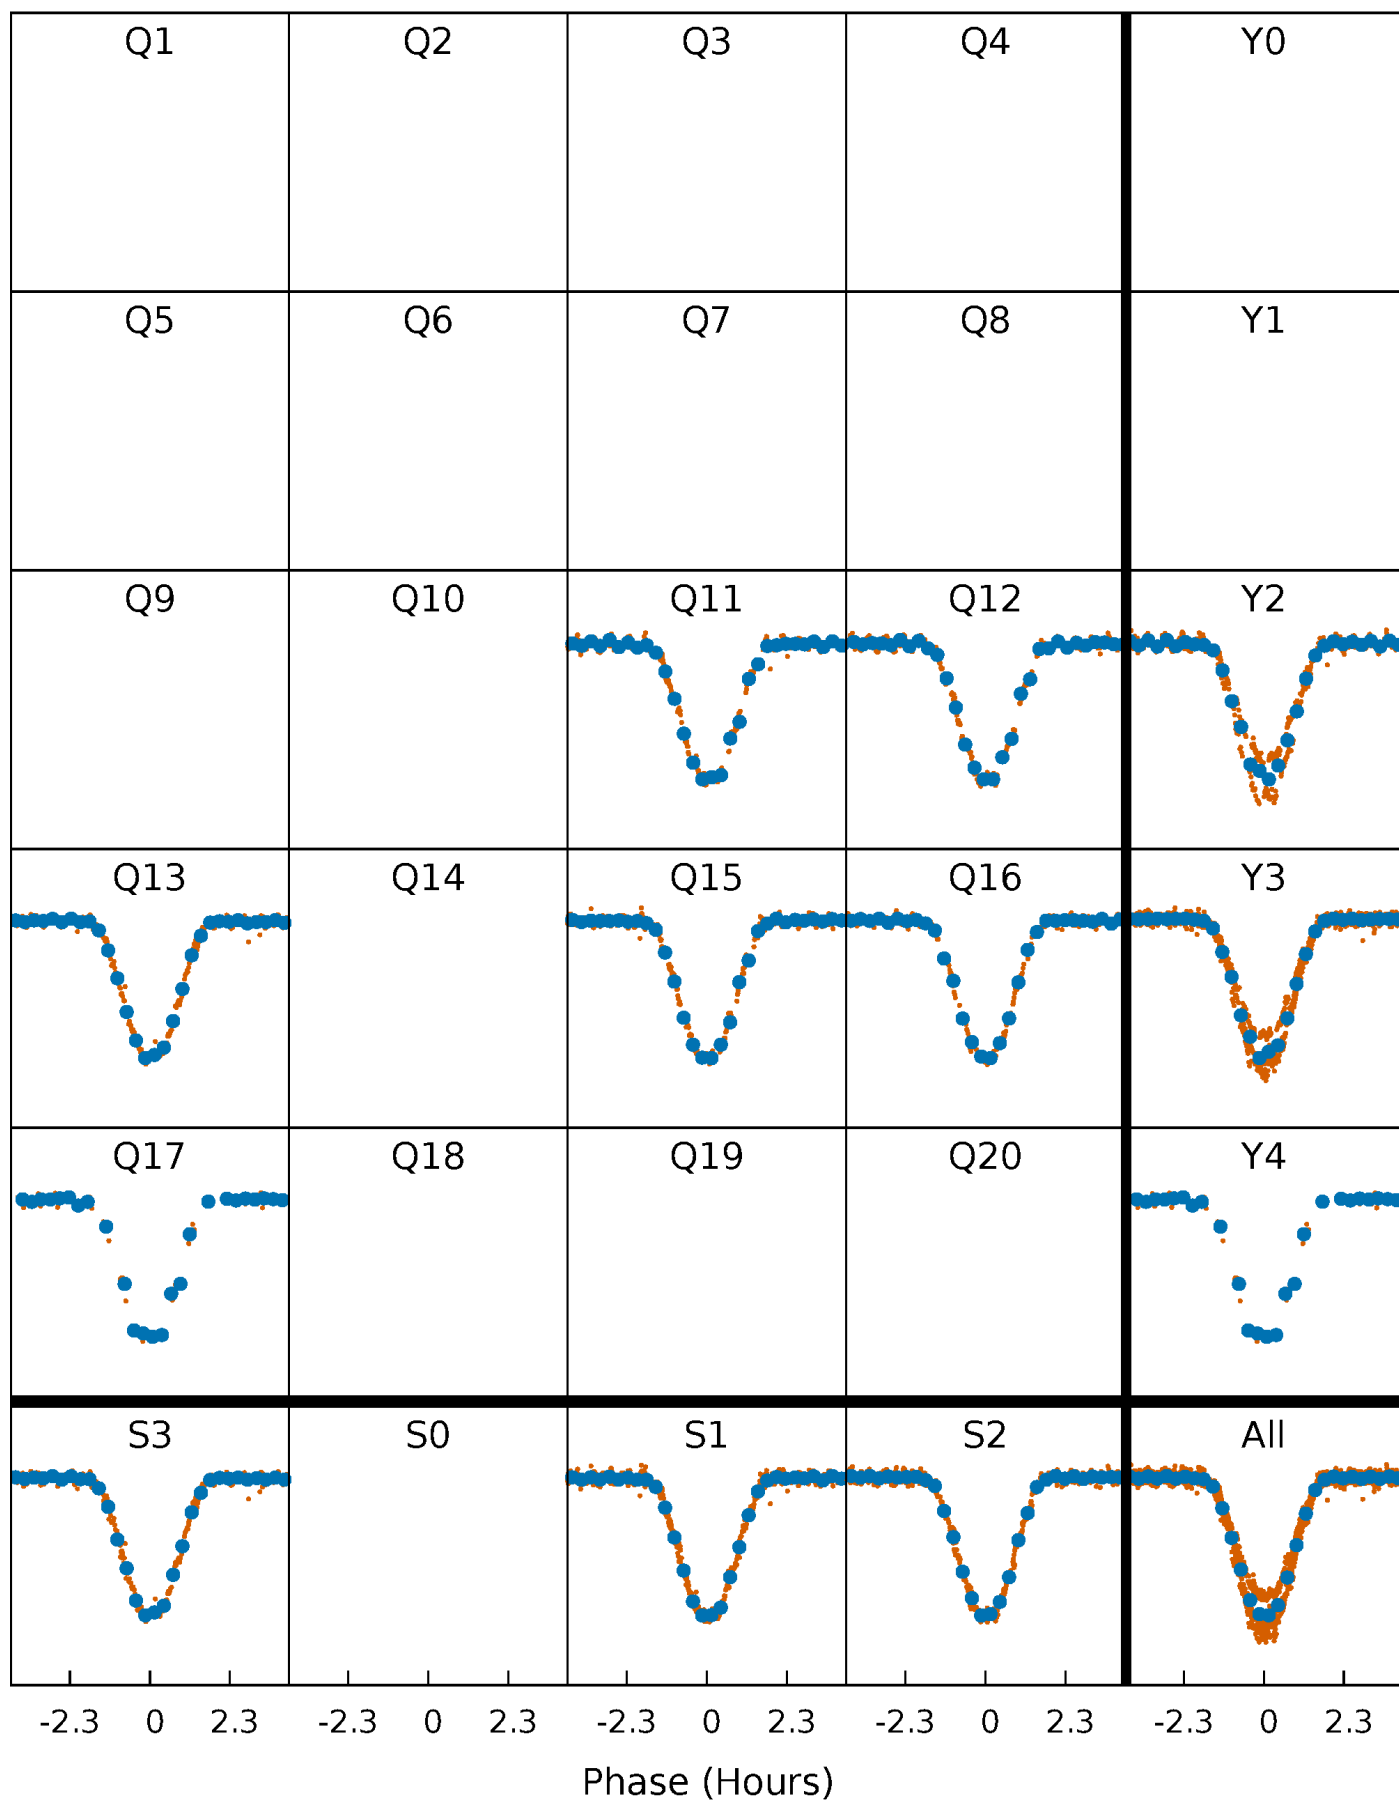 Q1 Q2 Q3 Q4 Y0
Q5 Q6 Q7 Q8 Y1
Q9 Q10 Q11 Q12 Y2
Q13 Q14 Q15 Q16 Y3
Q17 Q18 Q19 Q20 Y4
S3 S0 S1 S2 All
-2.3 0 2.3 -2.3 0 2.3 -2.3 0 2.3 -2.3 0 2.3 -2.3 0 2.3
Phase (Hours)